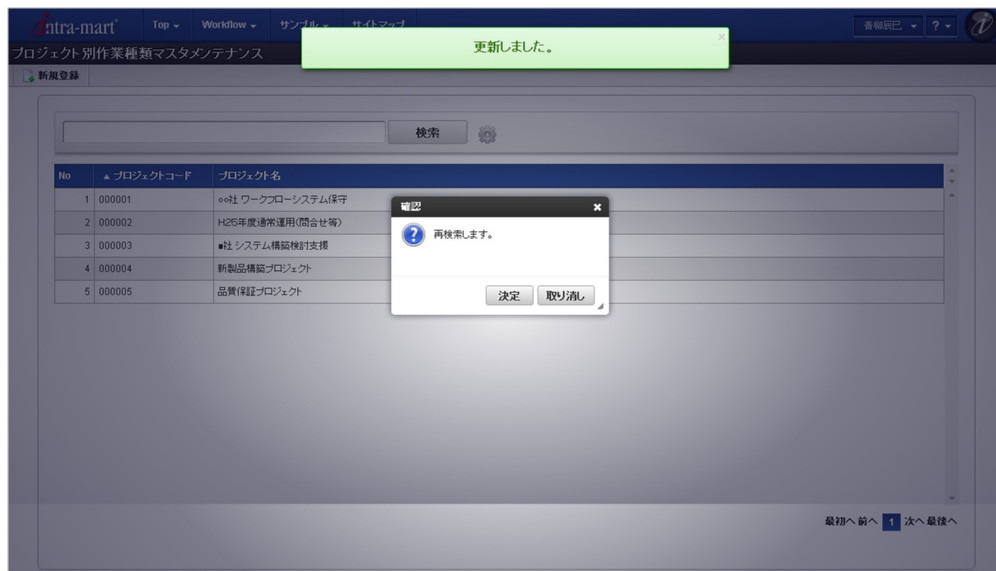 intra-mart
Top Workflow サンプル サイトマップ 青柳辰巳 ?
更新しました。
プロジェクト別作業種類マスタメンテナンス
新規登録
検索
No ▲ プロジェクトコード プロジェクト名
1 000001 ∞社 ワークフローシステム保守
2 000002 H25年度通常運用(問合せ等)
3 000003 ■社 システム構築検討支援
4 000004 新製品構築プロジェクト
5 000005 品質保証プロジェクト
確認
再検索します。
決定 取り消し
最初へ 前へ 1 次へ 最後へ